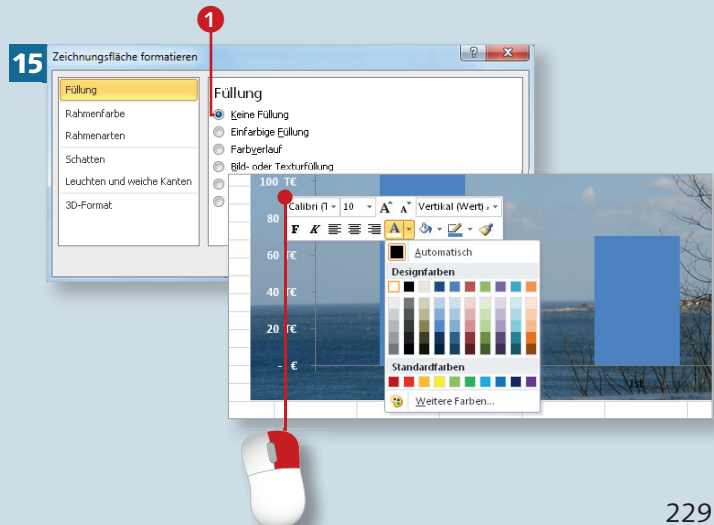 1
15
Zeichnungsfläche formatieren
Füllung
Rahmenfarbe
Rahmenarten
Schatten
Leuchten und weiche Kanten
3D-Format
Füllung
Keine Füllung
Einfarbige Füllung
Farbverlauf
Bild- oder Texturfüllung
100 T€
80
60 T€
40 T€
20 T€
- €
Calibri (T 10 A A Vertikal (Wert)
F K A
Automatisch
Designfarben
Standardfarben
Weitere Farben...
Ist
229